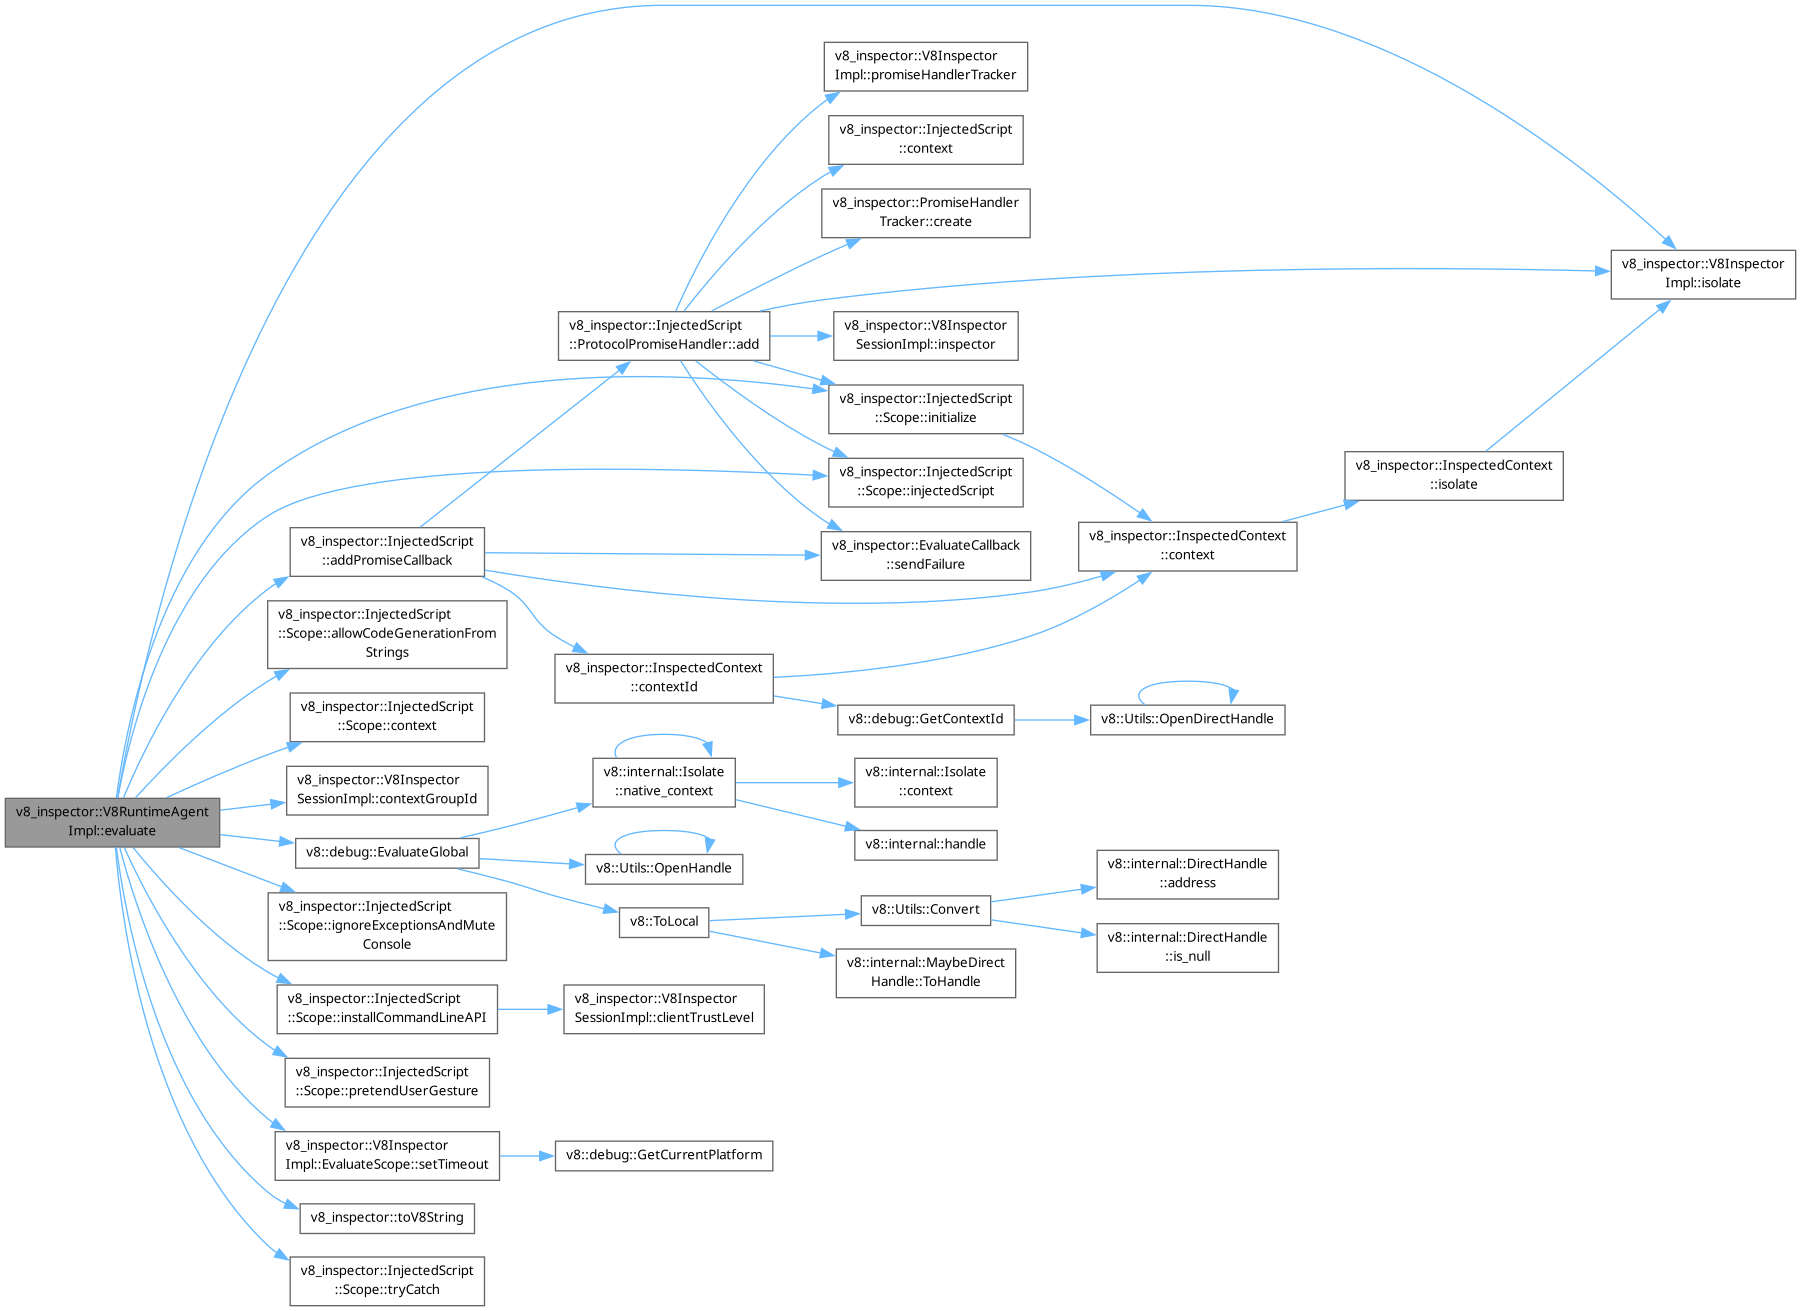 v8_inspector::V8RuntimeAgent
Impl::evaluate
v8_inspector::InjectedScript
::addPromiseCallback
v8_inspector::InjectedScript
::Scope::allowCodeGenerationFrom
Strings
v8_inspector::InjectedScript
::Scope::context
v8_inspector::V8Inspector
SessionImpl::contextGroupId
v8::debug::EvaluateGlobal
v8_inspector::InjectedScript
::Scope::ignoreExceptionsAndMute
Console
v8_inspector::InjectedScript
::Scope::installCommandLineAPI
v8_inspector::InjectedScript
::Scope::pretendUserGesture
v8_inspector::V8Inspector
Impl::EvaluateScope::setTimeout
v8_inspector::toV8String
v8_inspector::InjectedScript
::Scope::tryCatch
v8_inspector::InjectedScript
::ProtocolPromiseHandler::add
v8_inspector::InspectedContext
::contextId
v8::internal::Isolate
::native_context
v8::Utils::OpenHandle
v8::ToLocal
v8_inspector::V8Inspector
SessionImpl::clientTrustLevel
v8::debug::GetCurrentPlatform
v8_inspector::V8Inspector
Impl::promiseHandlerTracker
v8_inspector::InjectedScript
::context
v8_inspector::PromiseHandler
Tracker::create
v8_inspector::V8Inspector
SessionImpl::inspector
v8_inspector::InjectedScript
::Scope::initialize
v8_inspector::InjectedScript
::Scope::injectedScript
v8_inspector::EvaluateCallback
::sendFailure
v8::debug::GetContextId
v8::internal::Isolate
::context
v8::internal::handle
v8::Utils::Convert
v8::internal::MaybeDirect
Handle::ToHandle
v8_inspector::InspectedContext
::context
v8::Utils::OpenDirectHandle
v8::internal::DirectHandle
::address
v8::internal::DirectHandle
::is_null
v8_inspector::InspectedContext
::isolate
v8_inspector::V8Inspector
Impl::isolate